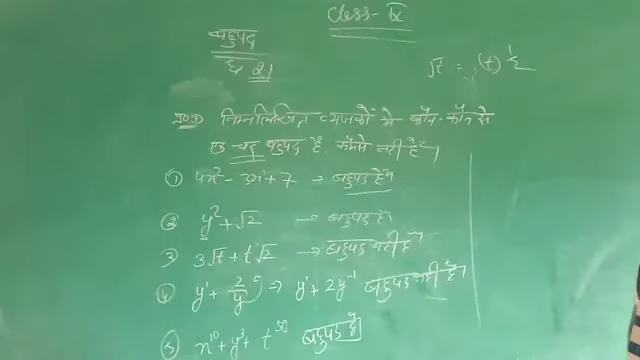 Class-IX
बहुपद
2.1
√t = (t)^1/2
प्र० ① निम्नलिखित व्यंजकों में कौन-कौन से
एक चर बहुपद हैं, कौन से नहीं हैं।
① 4x² - 3x + 7 → बहुपद है
② y² + √2 → बहुपद है।
③ 3√t + t√2 → बहुपद नहीं है
④ y + 2/y ⇒ y¹ + 2y⁻¹ बहुपद नहीं है।
⑤ x¹⁰ + y³ + t⁵⁰ बहुपद है